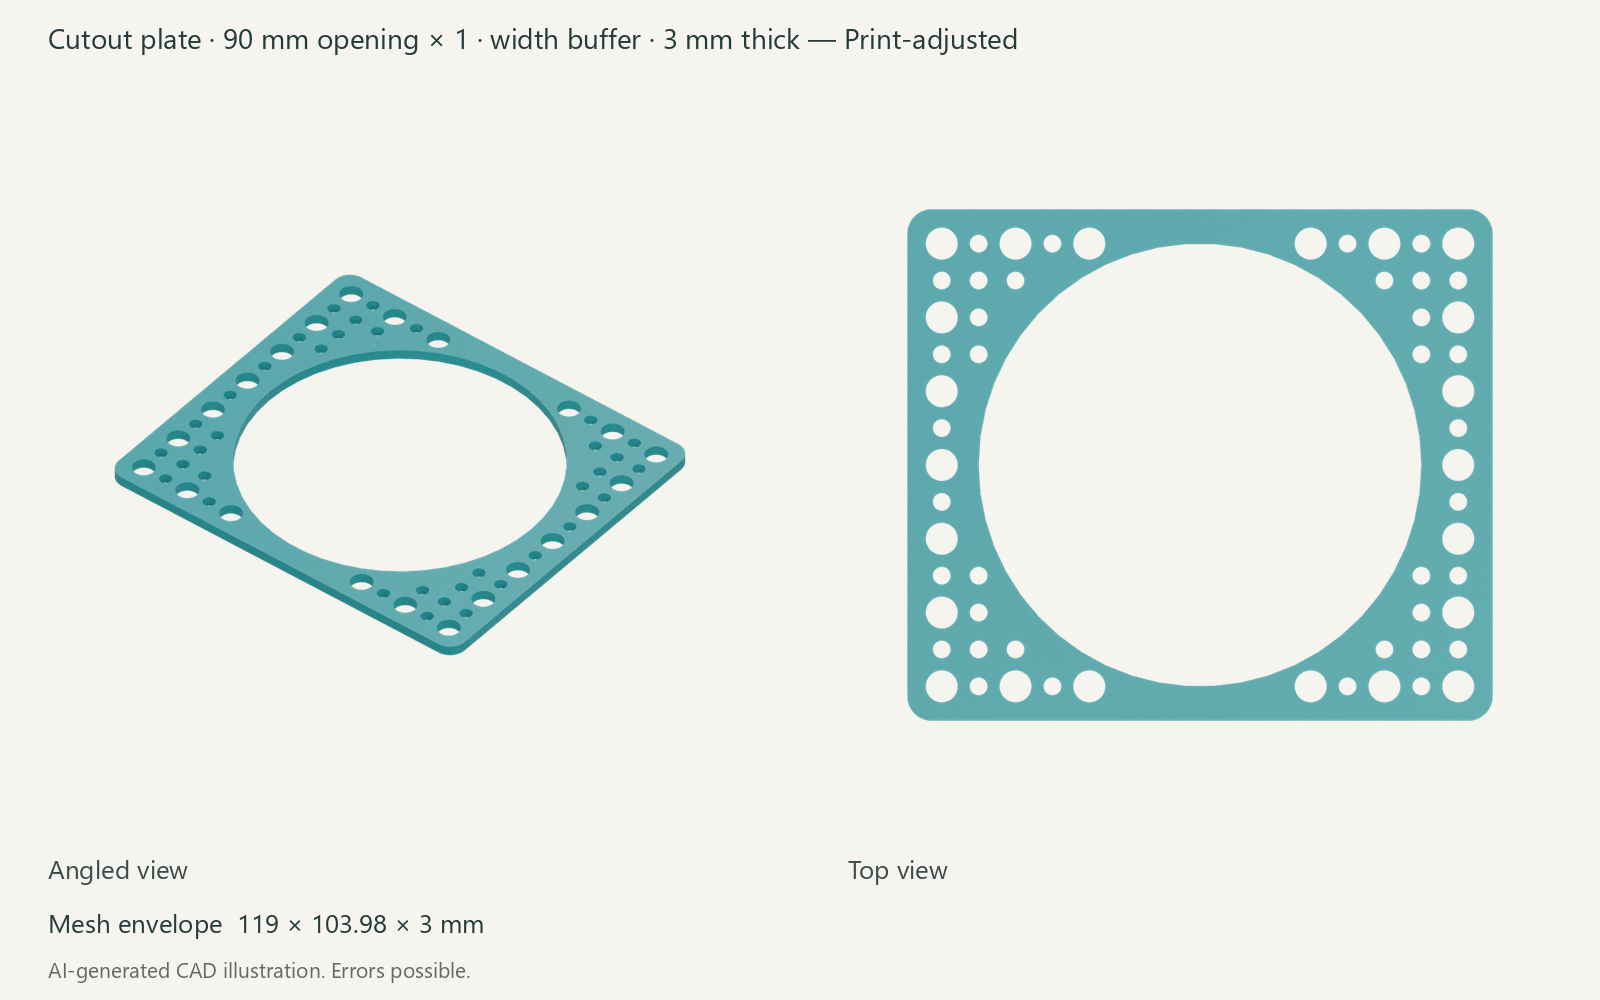 Cutout plate · 90 mm opening × 1 · width buffer · 3 mm thick — Print-adjusted
Angled view
Top view
Mesh envelope 119 × 103.98 × 3 mm
AI-generated CAD illustration. Errors possible.